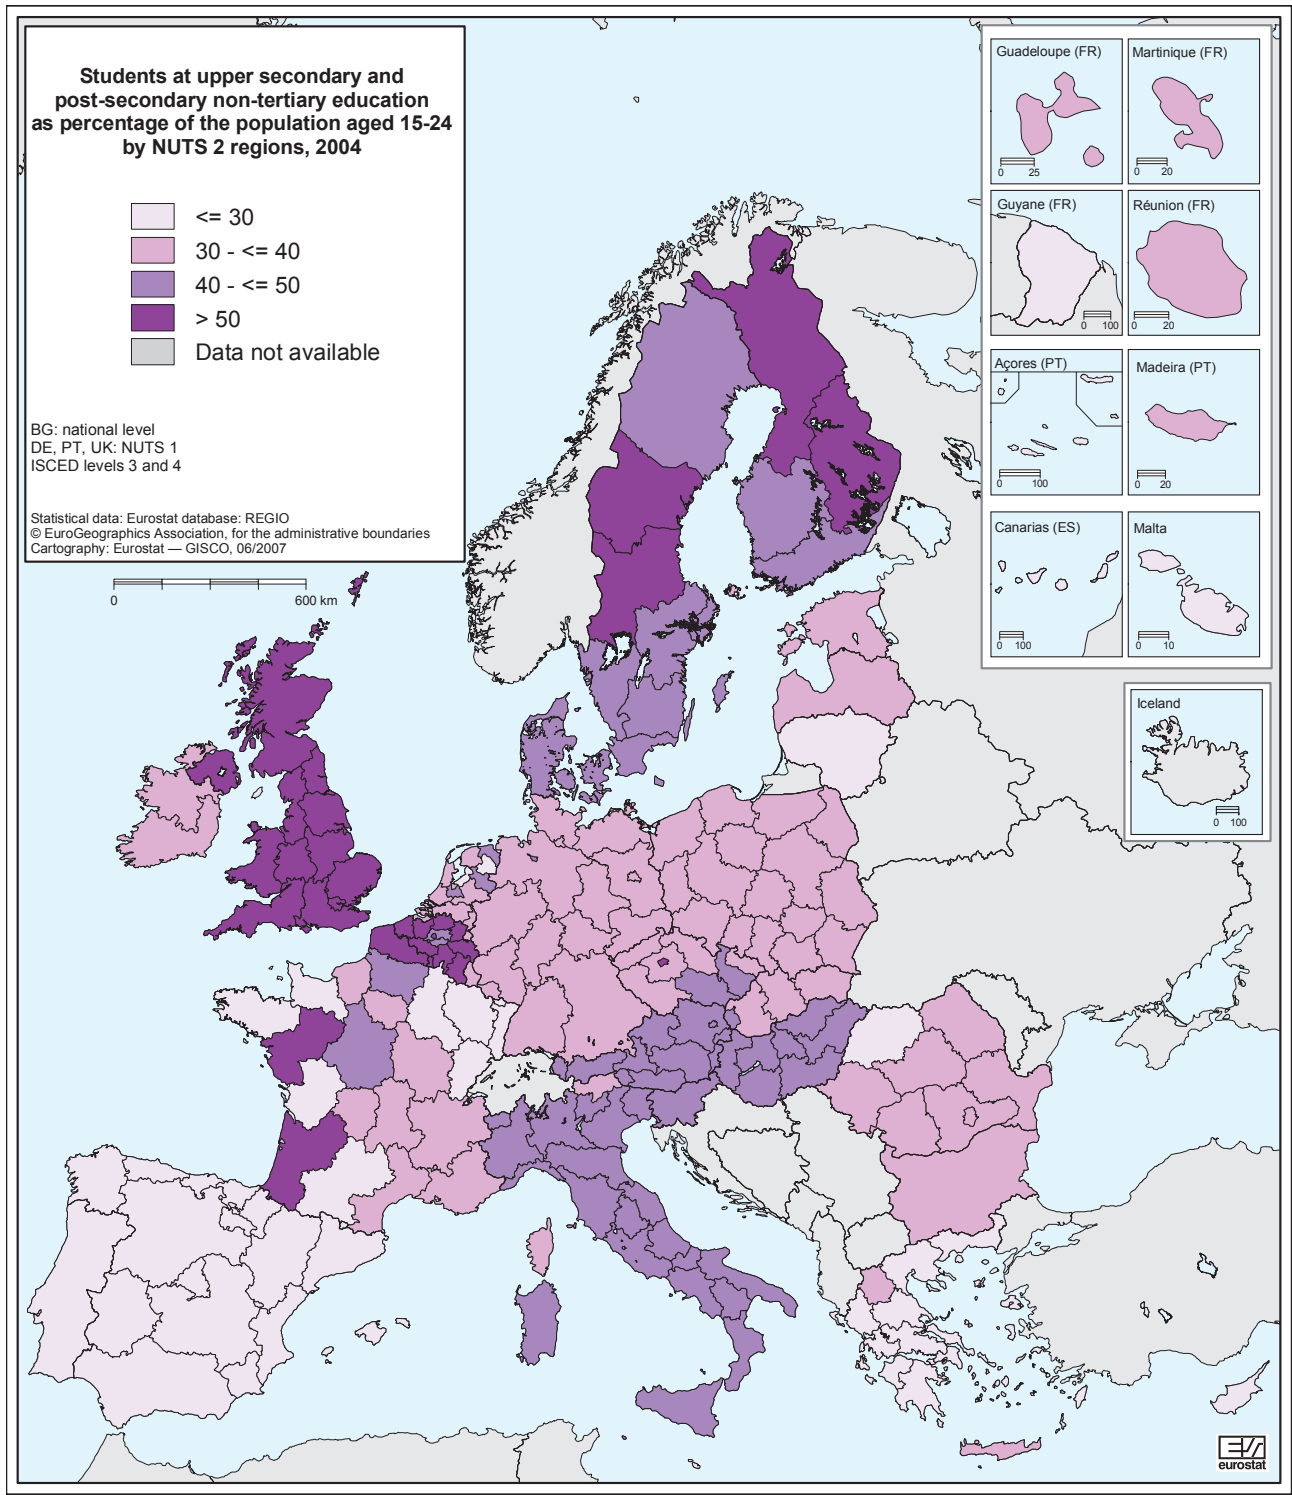 Students at upper secondary and
post-secondary non-tertiary education
as percentage of the population aged 15-24
by NUTS 2 regions, 2004
<= 30
30 - <= 40
40 - <= 50
> 50
Data not available
BG: national level
DE, PT, UK: NUTS 1
ISCED levels 3 and 4
Statistical data: Eurostat database: REGIO
© EuroGeographics Association, for the administrative boundaries
Cartography: Eurostat — GISCO, 06/2007
0 600 km
Guadeloupe (FR)
0 25
Martinique (FR)
0 20
Guyane (FR)
0 100
Réunion (FR)
0 20
Açores (PT)
0 100
Madeira (PT)
0 20
Canarias (ES)
0 100
Malta
0 10
Iceland
0 100
eurostat